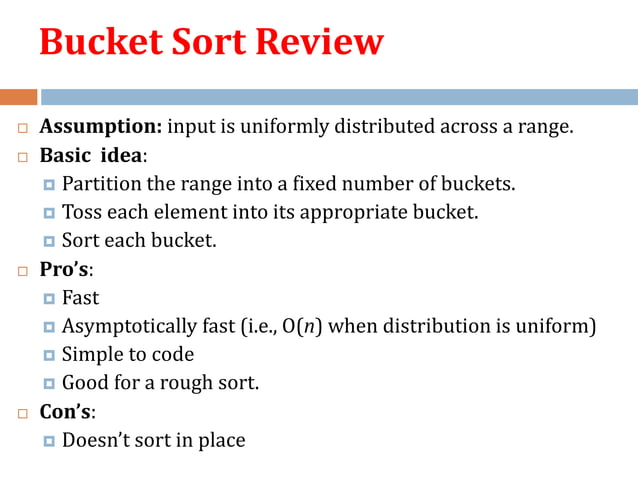 Bucket Sort Review
Assumption: input is uniformly distributed across a range.
Basic idea:
Partition the range into a fixed number of buckets.
Toss each element into its appropriate bucket.
Sort each bucket.
Pro’s:
Fast
Asymptotically fast (i.e., O(n) when distribution is uniform)
Simple to code
Good for a rough sort.
Con’s:
Doesn’t sort in place